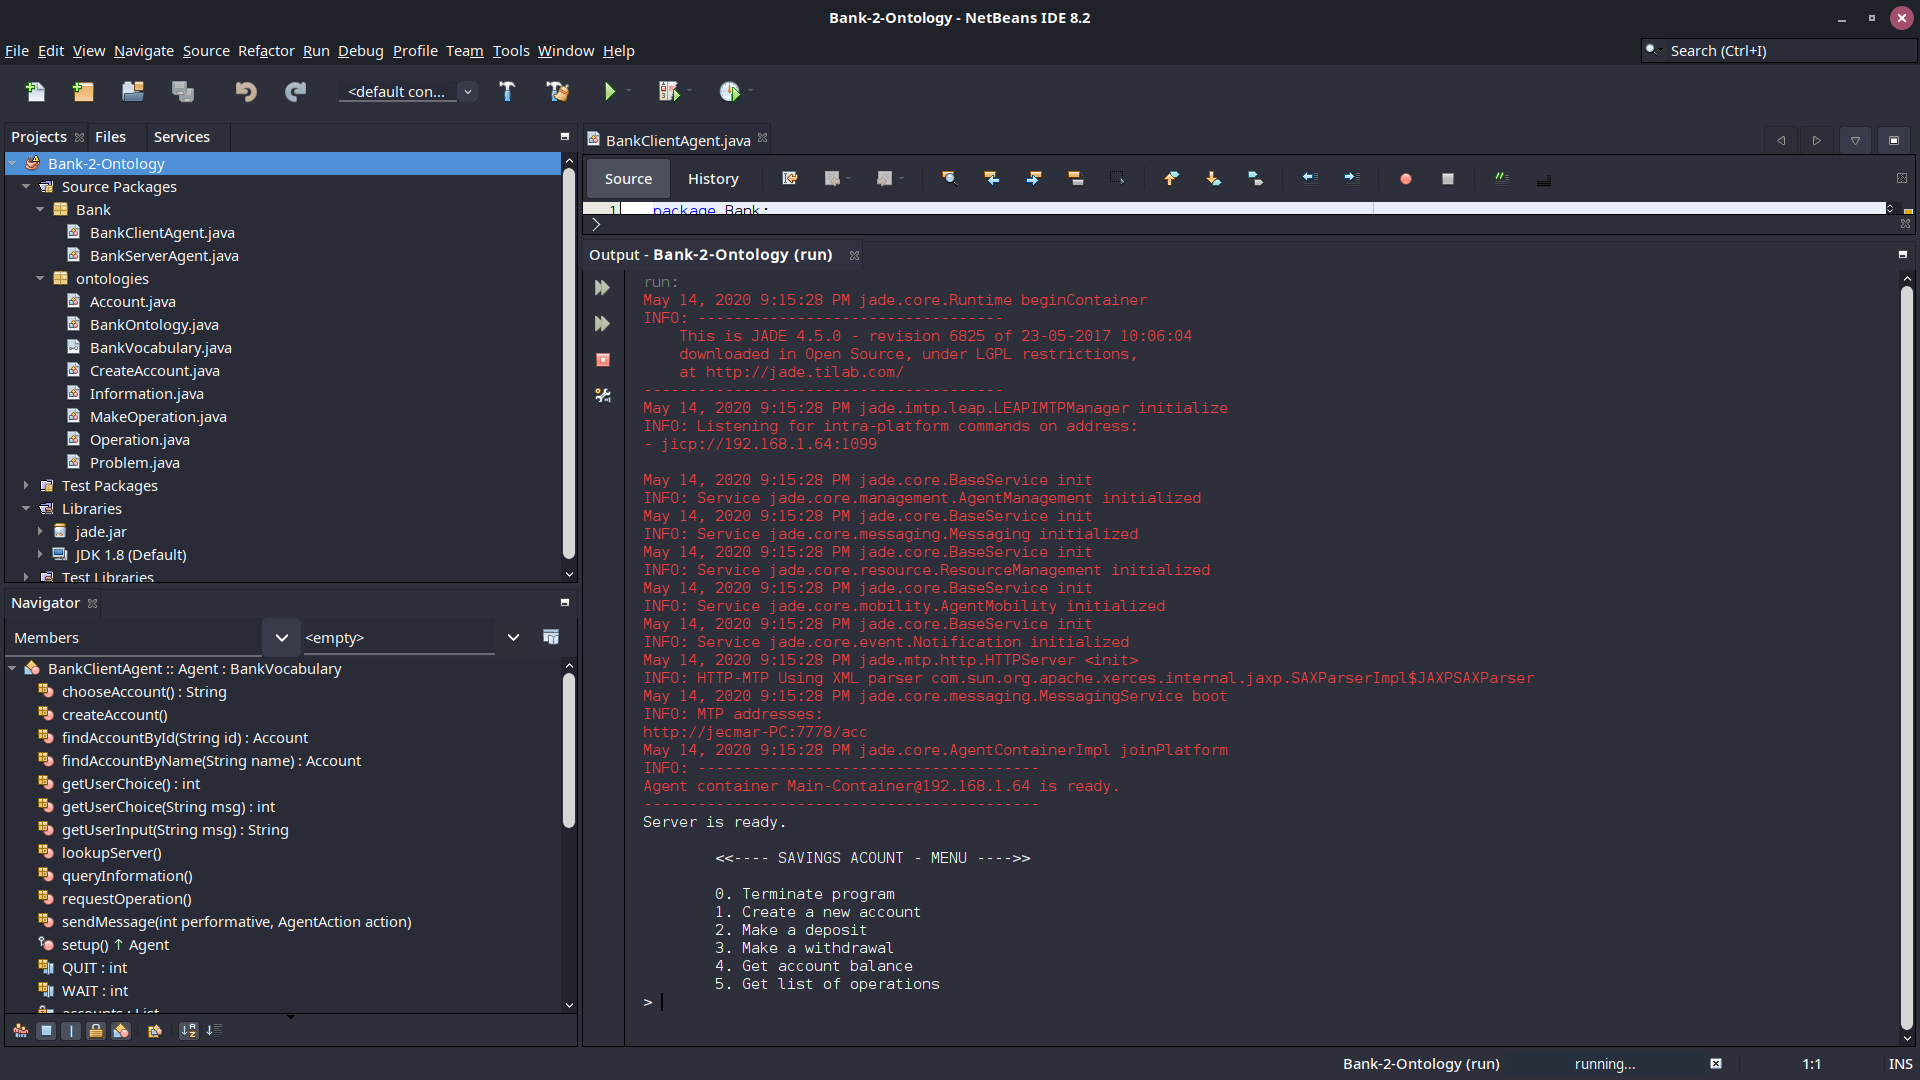 Bank-2-Ontology - NetBeans IDE 8.2
File Edit View Navigate Source Refactor Run Debug Profile Team Tools Window Help
Search (Ctrl+I)
<default con...
Projects Files Services
Bank-2-Ontology
Source Packages
Bank
BankClientAgent.java
BankServerAgent.java
ontologies
Account.java
BankOntology.java
BankVocabulary.java
CreateAccount.java
Information.java
MakeOperation.java
Operation.java
Problem.java
Test Packages
Libraries
jade.jar
JDK 1.8 (Default)
Test Libraries
Navigator
Members
<empty>
BankClientAgent :: Agent : BankVocabulary
chooseAccount() : String
createAccount()
findAccountById(String id) : Account
findAccountByName(String name) : Account
getUserChoice() : int
getUserChoice(String msg) : int
getUserInput(String msg) : String
lookupServer()
queryInformation()
requestOperation()
sendMessage(int performative, AgentAction action)
setup() ↑ Agent
QUIT : int
WAIT : int
accounts : List
BankClientAgent.java
Source History
1 package Bank;
Output - Bank-2-Ontology (run)
run:
May 14, 2020 9:15:28 PM jade.core.Runtime beginContainer
INFO: ----------------------------------
This is JADE 4.5.0 - revision 6825 of 23-05-2017 10:06:04
downloaded in Open Source, under LGPL restrictions,
at http://jade.tilab.com/
----------------------------------------
May 14, 2020 9:15:28 PM jade.imtp.leap.LEAPIMTPManager initialize
INFO: Listening for intra-platform commands on address:
- jicp://192.168.1.64:1099
May 14, 2020 9:15:28 PM jade.core.BaseService init
INFO: Service jade.core.management.AgentManagement initialized
May 14, 2020 9:15:28 PM jade.core.BaseService init
INFO: Service jade.core.messaging.Messaging initialized
May 14, 2020 9:15:28 PM jade.core.BaseService init
INFO: Service jade.core.resource.ResourceManagement initialized
May 14, 2020 9:15:28 PM jade.core.BaseService init
INFO: Service jade.core.mobility.AgentMobility initialized
May 14, 2020 9:15:28 PM jade.core.BaseService init
INFO: Service jade.core.event.Notification initialized
May 14, 2020 9:15:28 PM jade.mtp.http.HTTPServer <init>
INFO: HTTP-MTP Using XML parser com.sun.org.apache.xerces.internal.jaxp.SAXParserImpl$JAXPSAXParser
May 14, 2020 9:15:28 PM jade.core.messaging.MessagingService boot
INFO: MTP addresses:
http://jecmar-PC:7778/acc
May 14, 2020 9:15:28 PM jade.core.AgentContainerImpl joinPlatform
INFO: --------------------------------------
Agent container Main-Container@192.168.1.64 is ready.
--------------------------------------------
Server is ready.
<<---- SAVINGS ACOUNT - MENU ---->>
0. Terminate program
1. Create a new account
2. Make a deposit
3. Make a withdrawal
4. Get account balance
5. Get list of operations
>
Bank-2-Ontology (run) running... 1:1 INS